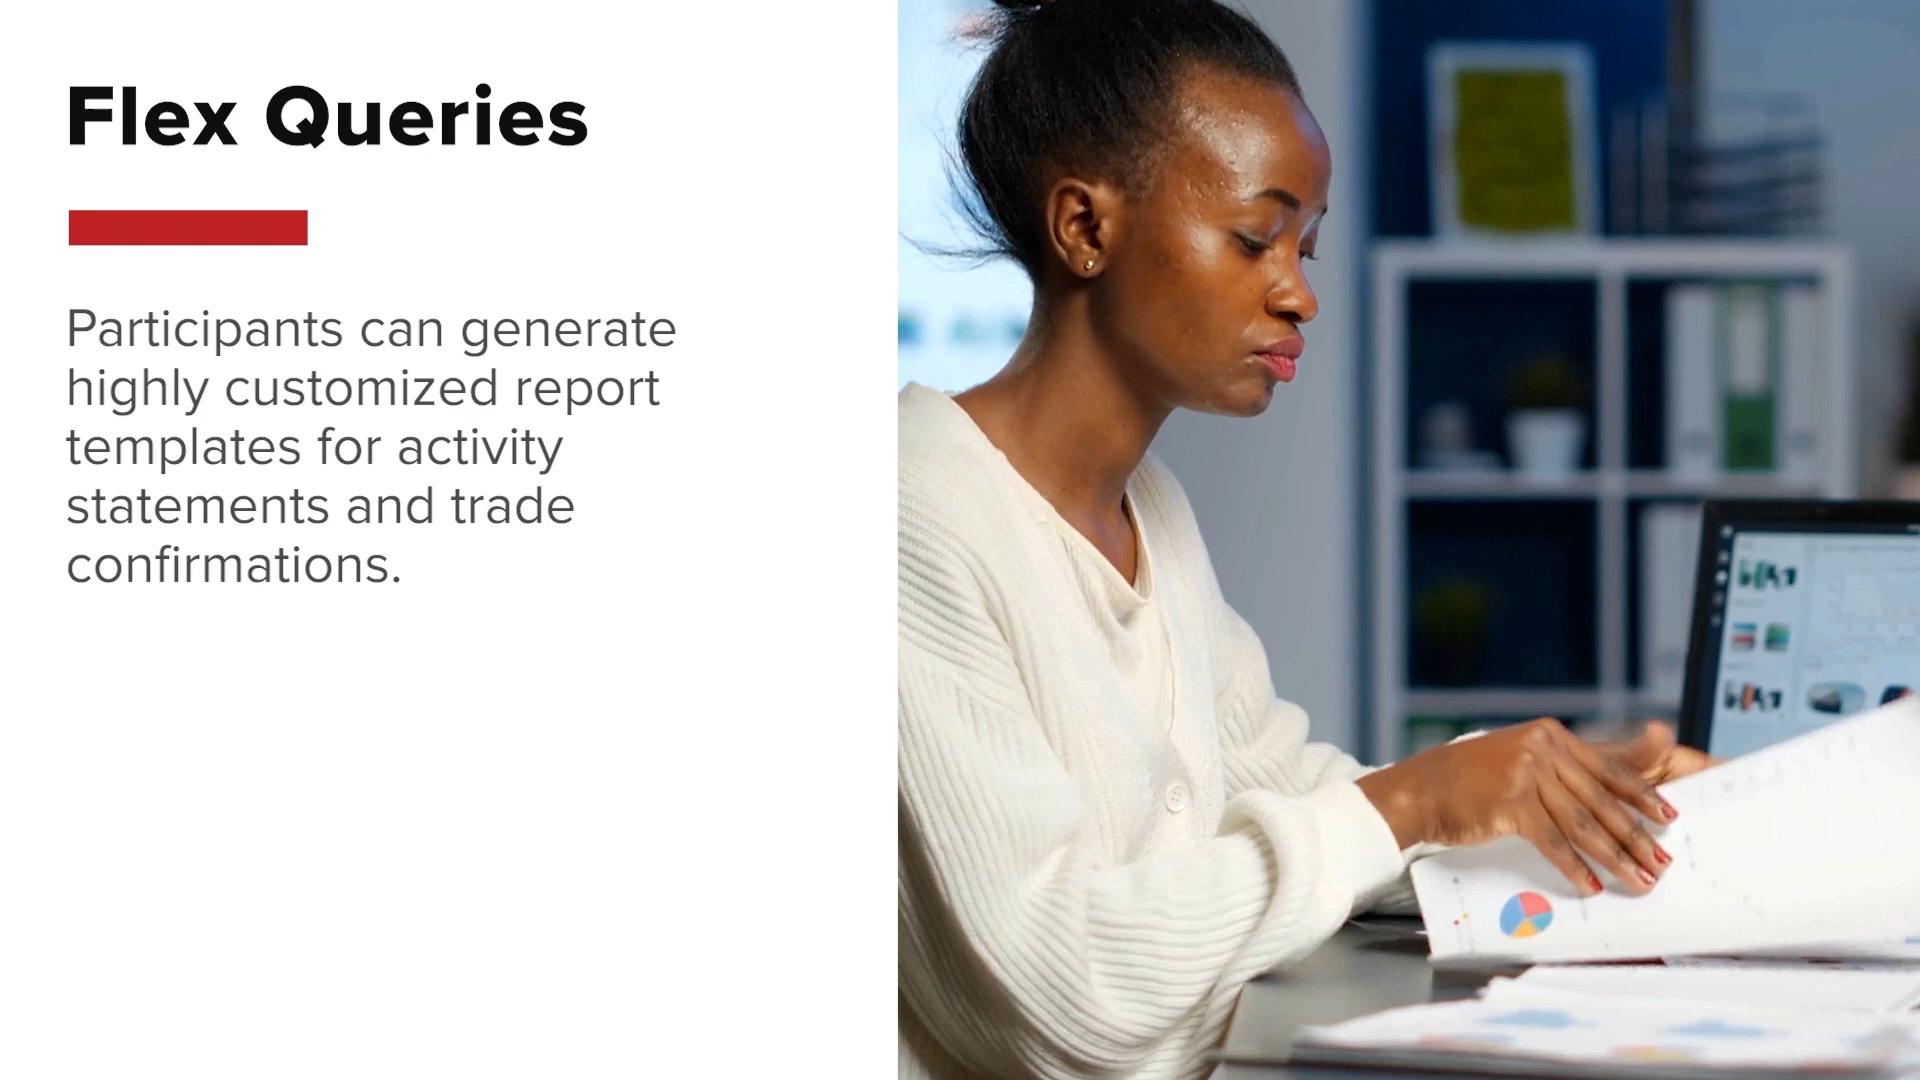 Flex Queries
Participants can generate
highly customized report
templates for activity
statements and trade
confirmations.